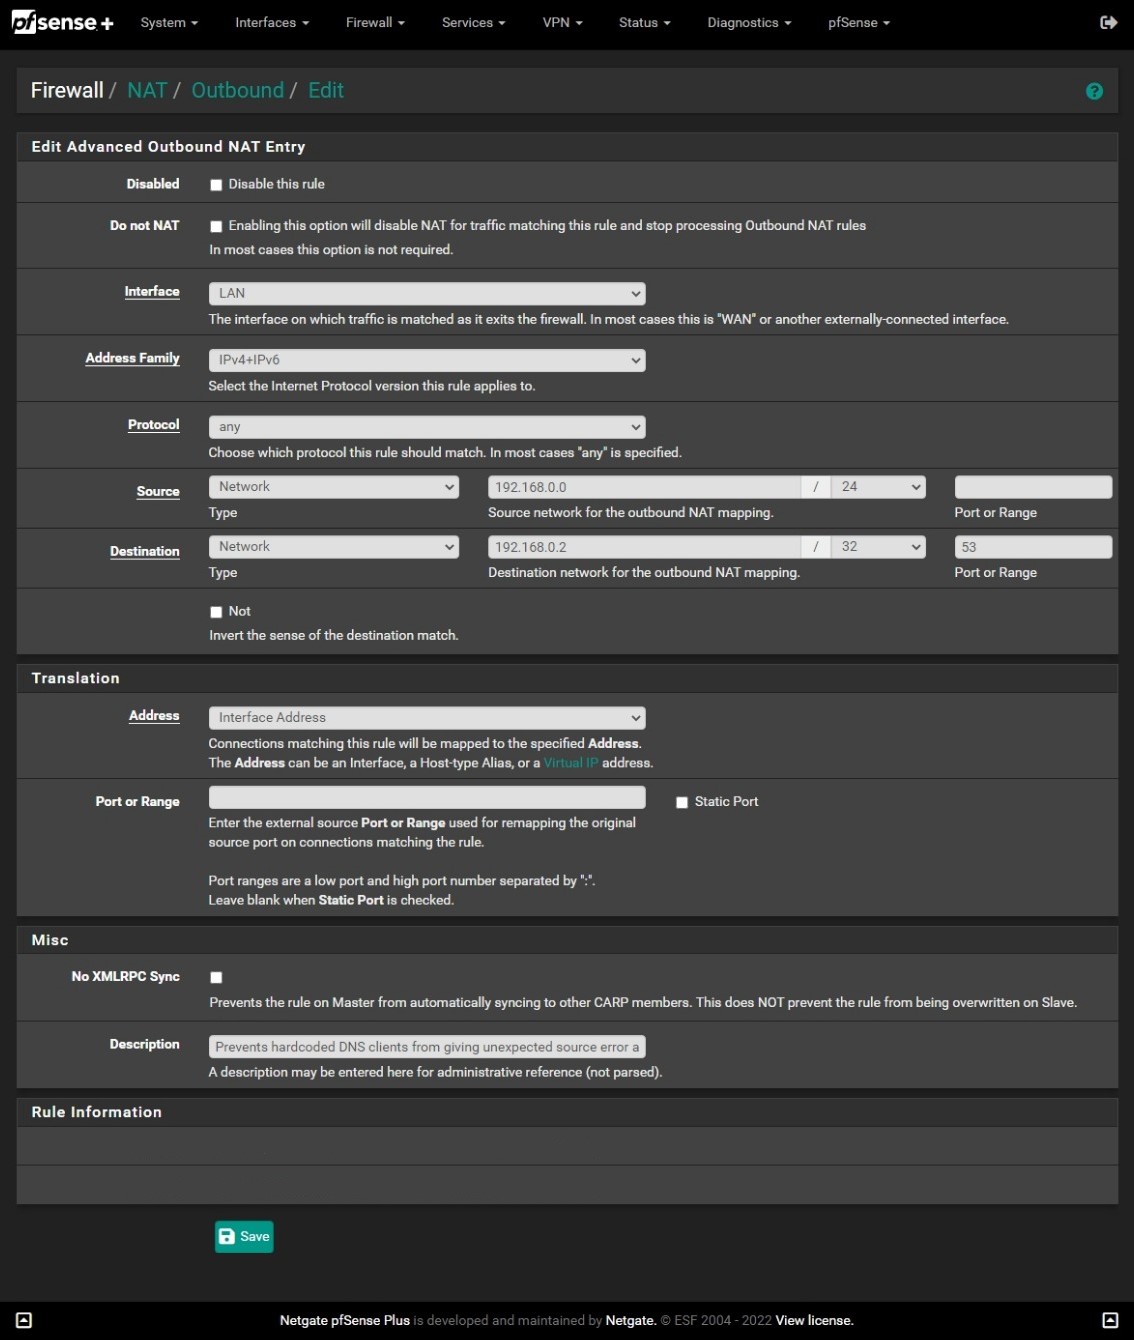 pfsense+ System Interfaces Firewall Services VPN Status Diagnostics pfSense
Firewall / NAT / Outbound / Edit ?
Edit Advanced Outbound NAT Entry
Disabled Disable this rule
Do not NAT Enabling this option will disable NAT for traffic matching this rule and stop processing Outbound NAT rules
In most cases this option is not required.
Interface LAN
The interface on which traffic is matched as it exits the firewall. In most cases this is "WAN" or another externally-connected interface.
Address Family IPv4+IPv6
Select the Internet Protocol version this rule applies to.
Protocol any
Choose which protocol this rule should match. In most cases "any" is specified.
Source Network 192.168.0.0 / 24
Type Source network for the outbound NAT mapping. Port or Range
Destination Network 192.168.0.2 / 32 53
Type Destination network for the outbound NAT mapping. Port or Range
Not
Invert the sense of the destination match.
Translation
Address Interface Address
Connections matching this rule will be mapped to the specified Address.
The Address can be an Interface, a Host-type Alias, or a Virtual IP address.
Port or Range Static Port
Enter the external source Port or Range used for remapping the original
source port on connections matching the rule.
Port ranges are a low port and high port number separated by ":".
Leave blank when Static Port is checked.
Misc
No XMLRPC Sync
Prevents the rule on Master from automatically syncing to other CARP members. This does NOT prevent the rule from being overwritten on Slave.
Description Prevents hardcoded DNS clients from giving unexpected source error a
A description may be entered here for administrative reference (not parsed).
Rule Information
Save
Netgate pfSense Plus is developed and maintained by Netgate. © ESF 2004 - 2022 View license.